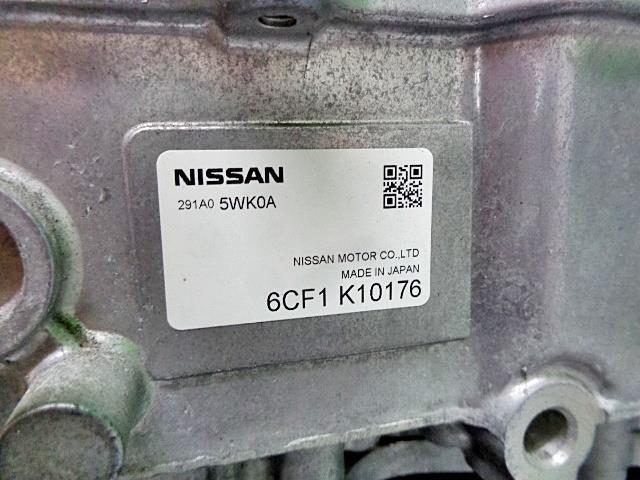 NISSAN
291A0 5WK0A
NISSAN MOTOR CO.,LTD
MADE IN JAPAN
6CF1 K10176